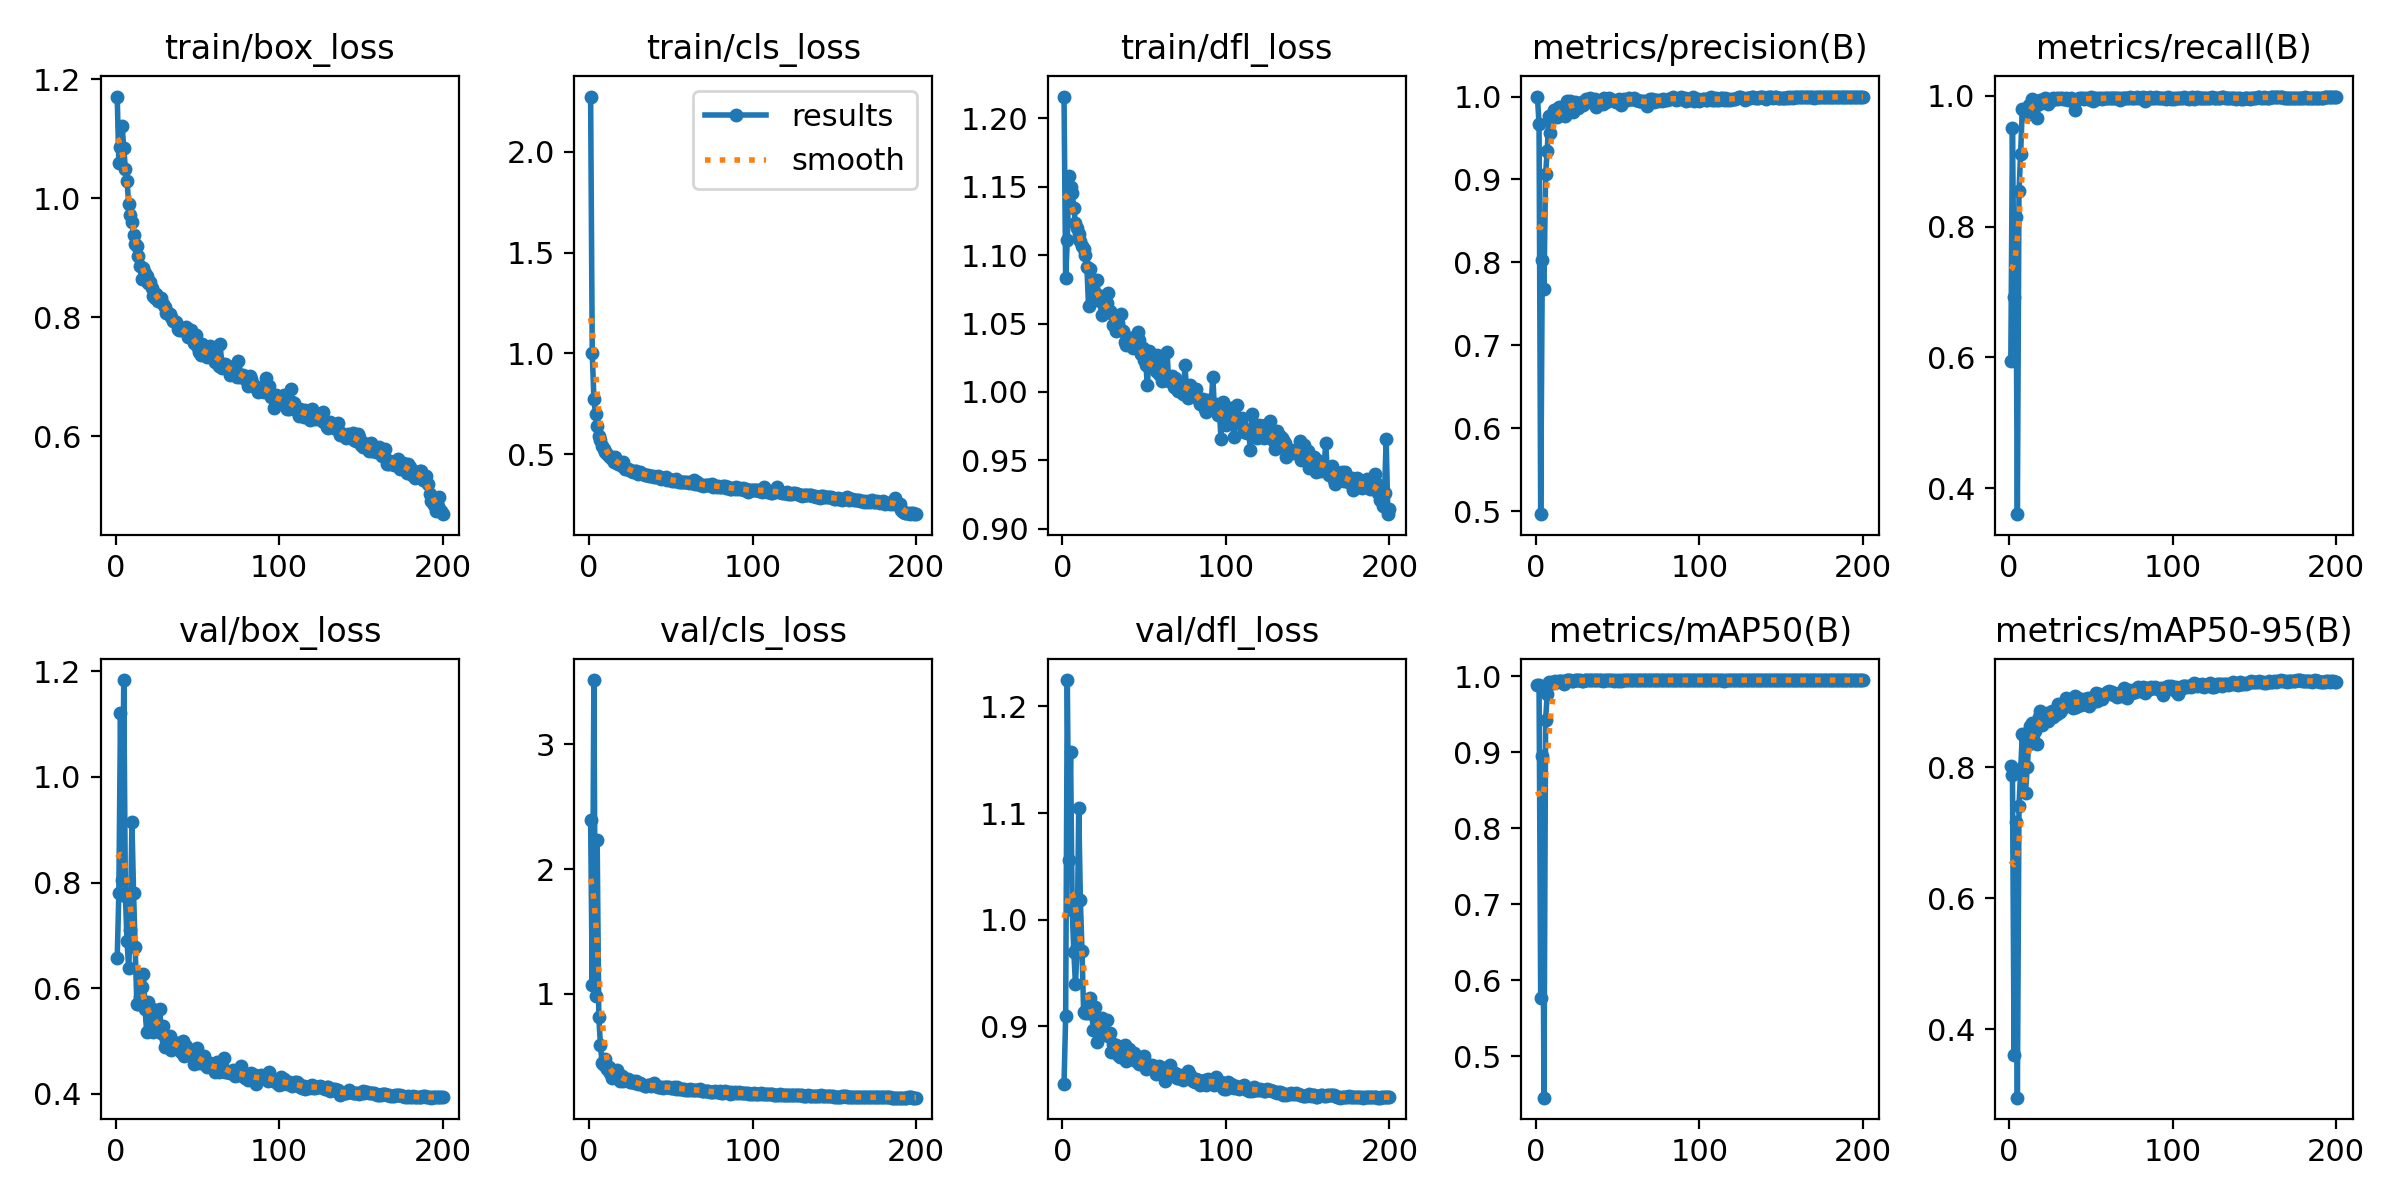 train/box_loss
train/cls_loss
train/dfl_loss
metrics/precision(B)
metrics/recall(B)
1.2
1.0
0.8
0.6
0 100 200
results
smooth
2.0
1.5
1.0
0.5
0 100 200
1.20
1.15
1.10
1.05
1.00
0.95
0.90
0 100 200
1.0
0.9
0.8
0.7
0.6
0.5
0 100 200
1.0
0.8
0.6
0.4
0 100 200
val/box_loss
val/cls_loss
val/dfl_loss
metrics/mAP50(B)
metrics/mAP50-95(B)
1.2
1.0
0.8
0.6
0.4
0 100 200
3
2
1
0 100 200
1.2
1.1
1.0
0.9
0 100 200
1.0
0.9
0.8
0.7
0.6
0.5
0 100 200
0.8
0.6
0.4
0 100 200